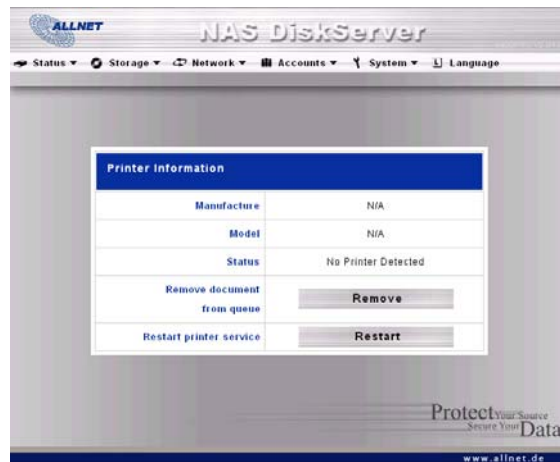 ALLNET
NAS DiskServer
Status
Storage
Network
Accounts
System
Language
Printer Information
Manufacture N/A
Model N/A
Status No Printer Detected
Remove document
from queue
Remove
Restart printer service Restart
Protect Your Source
Secure Your Data
www.allnet.de